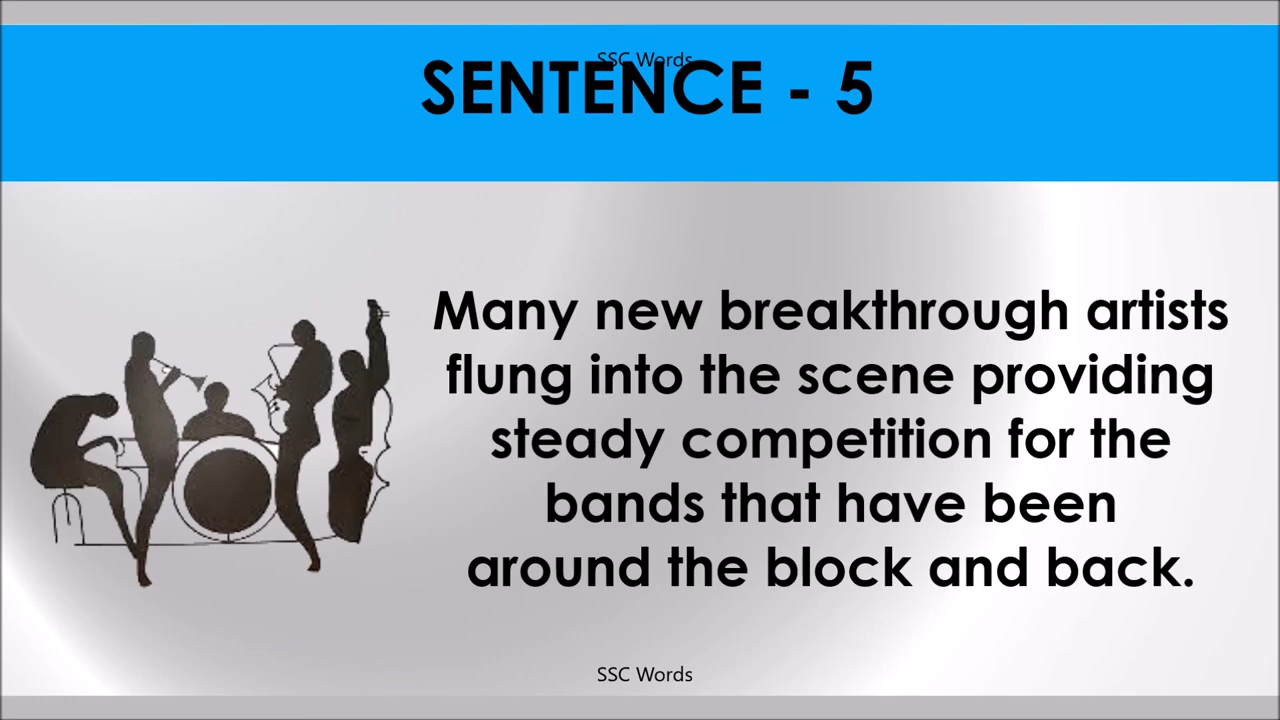 SSC Words
SENTENCE - 5
Many new breakthrough artists
flung into the scene providing
steady competition for the
bands that have been
around the block and back.
SSC Words